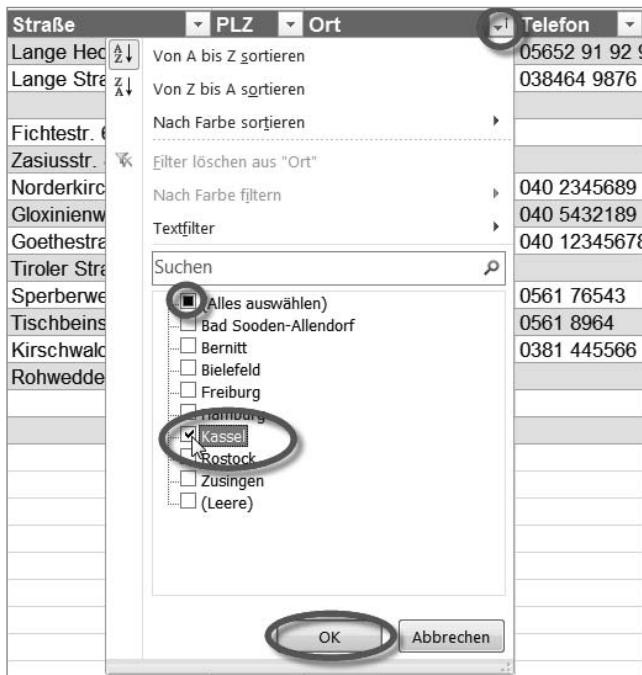 Straße PLZ Ort Telefon
Lange Hec 05652 91 92
Lange Stra 038464 9876
Fichtestr.
Zasiusstr.
Norderkirc 040 2345689
Gloxinienw 040 5432189
Goethestra 040 12345678
Tiroler Stra
Sperberwe 0561 76543
Tischbeins 0561 8964
Kirschwald 0381 445566
Rohwedde
Von A bis Z sortieren
Von Z bis A sortieren
Nach Farbe sortieren
Filter löschen aus "Ort"
Nach Farbe filtern
Textfilter
Suchen
(Alles auswählen)
Bad Sooden-Allendorf
Bernitt
Bielefeld
Freiburg
Hamburg
Kassel
Rostock
Zusingen
(Leere)
OK Abbrechen